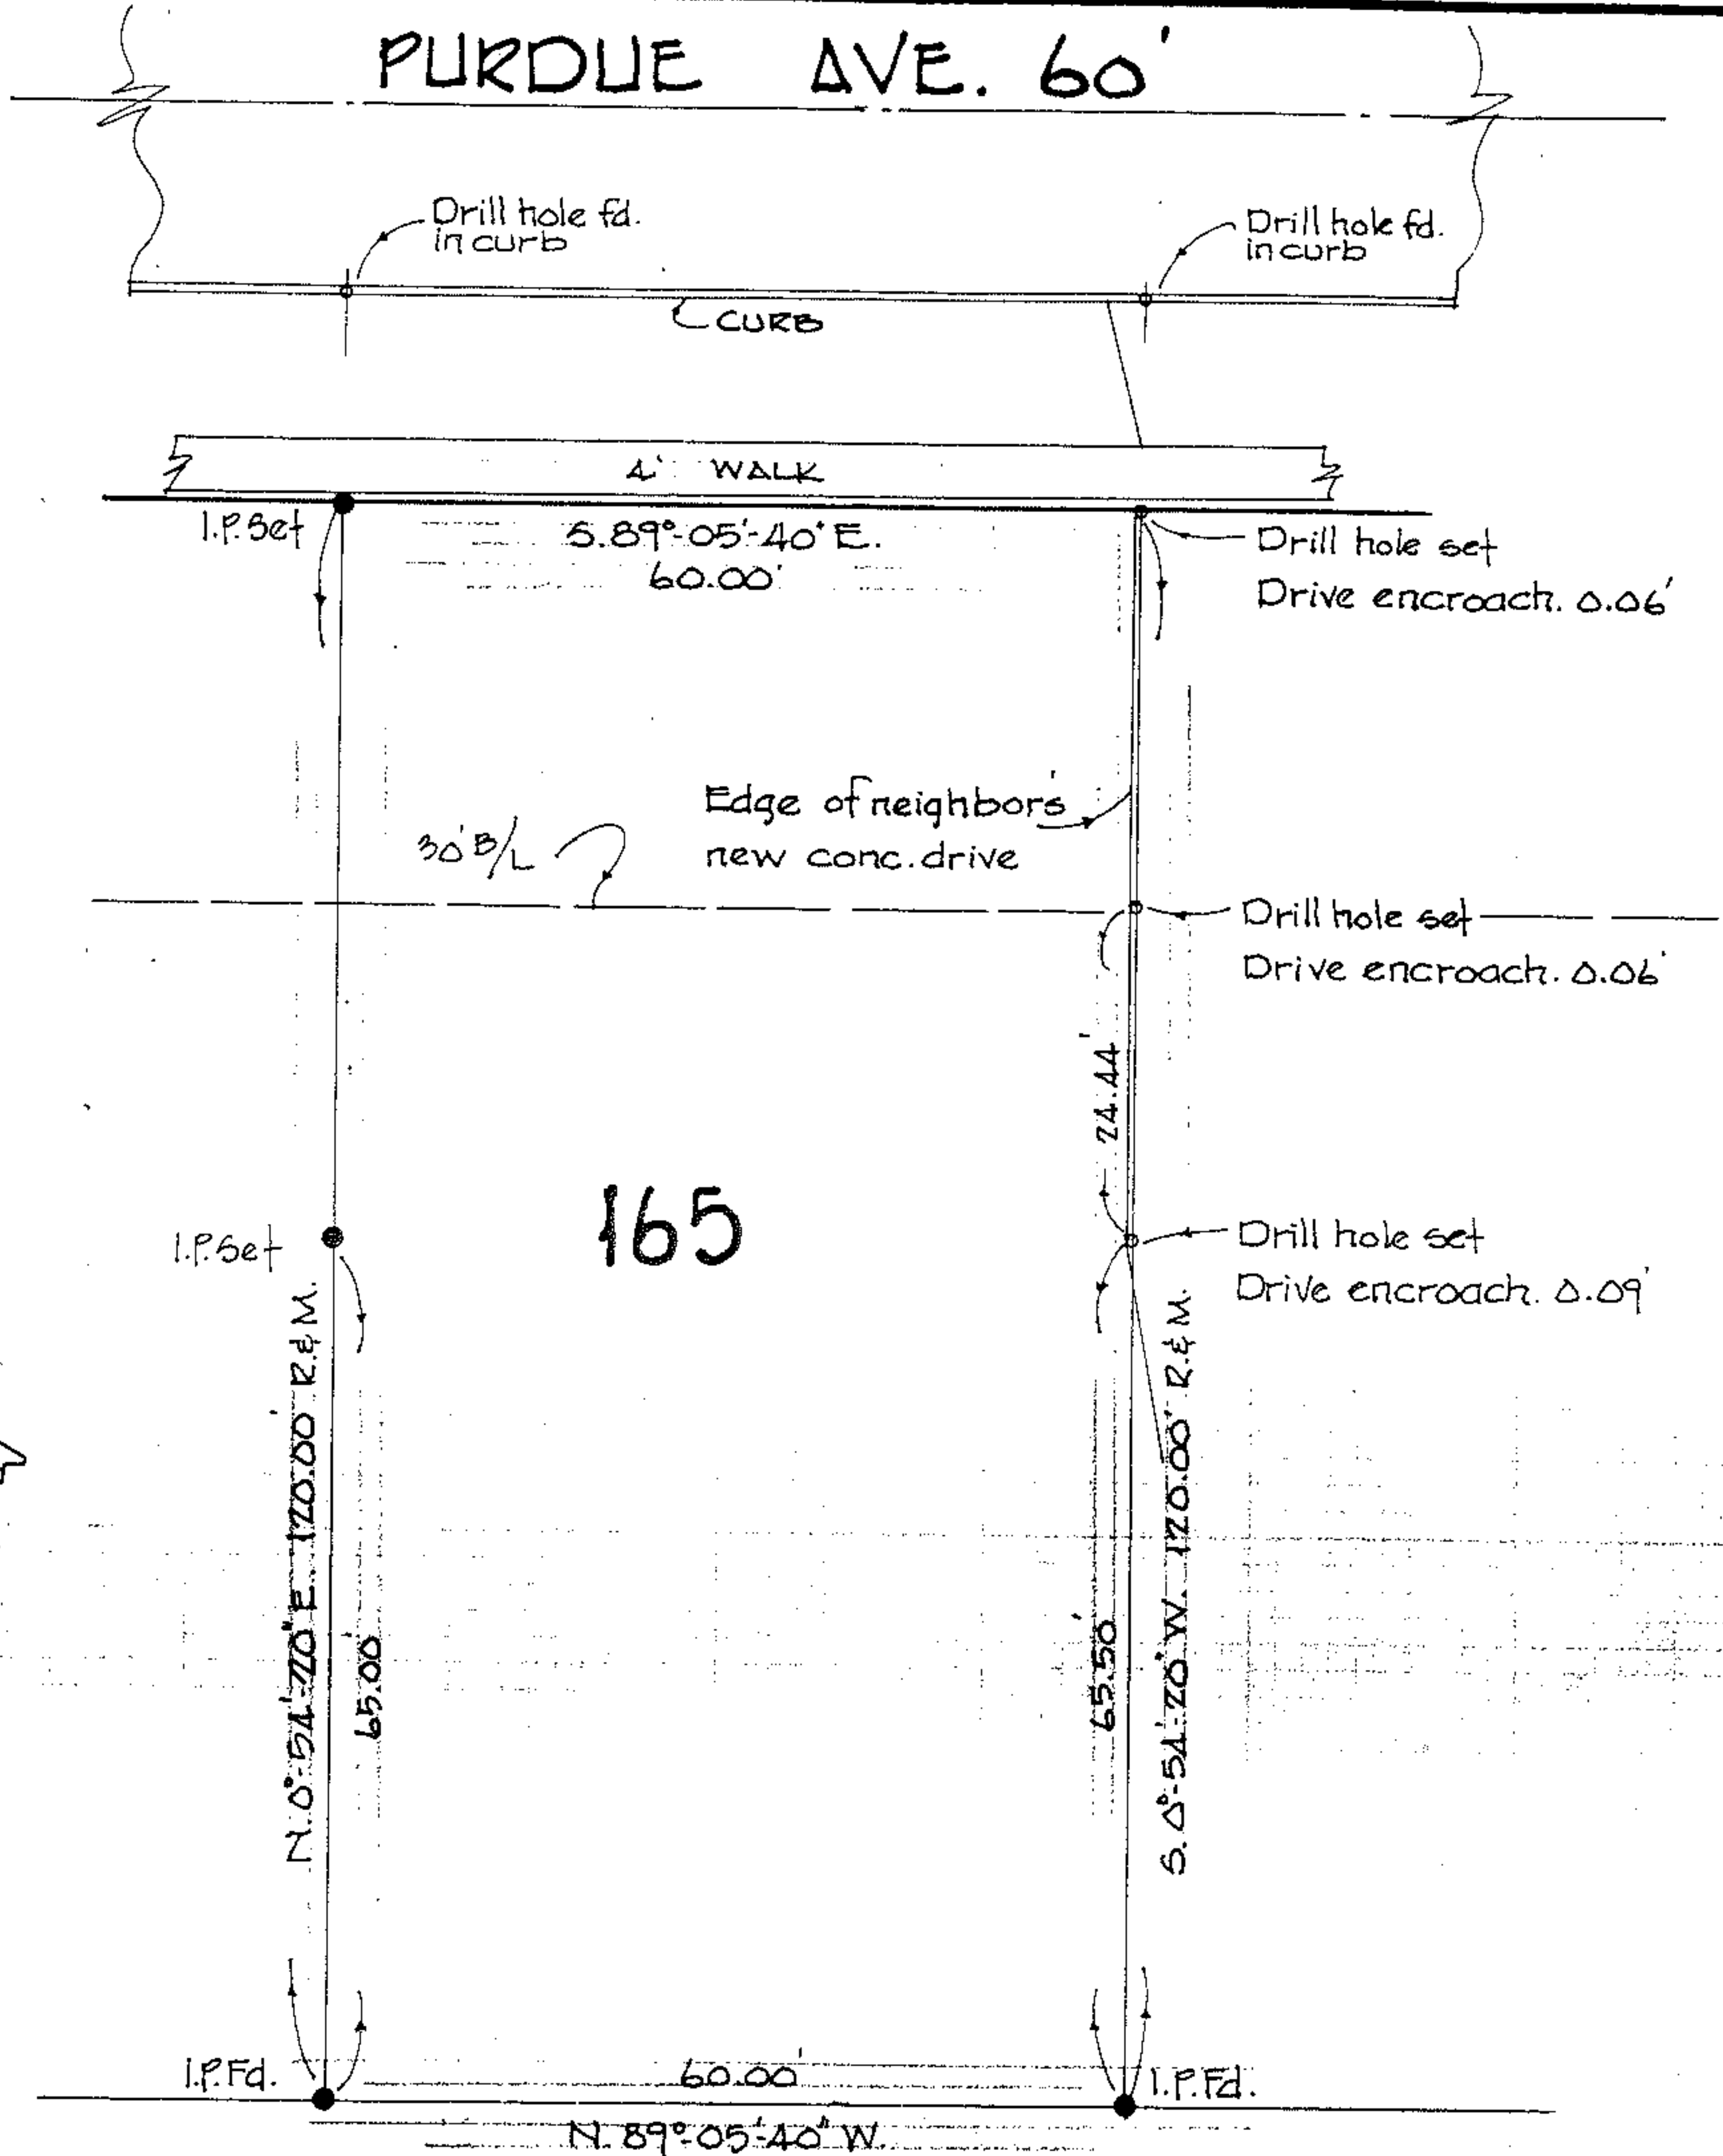 PURDUE AVE. 60'
Drill hole fd.
in curb
Drill hole fd.
in curb
CURB
4' WALK
I.P. Set
S.89°-05'-40"E.
60.00'
Drill hole set
Drive encroach. 0.06'
Edge of neighbor's
new conc. drive
30' B/L
Drill hole set
Drive encroach. 0.06'
24.44'
165
I.P. Set
Drill hole set
Drive encroach. 0.09'
N.0°-54'-20"E. 120.00' R.&M.
65.00'
65.50'
S.0°-54'-20"W. 120.00' R.&M.
I.P. Fd.
60.00'
I.P. Fd.
N.89°-05'-40"W.